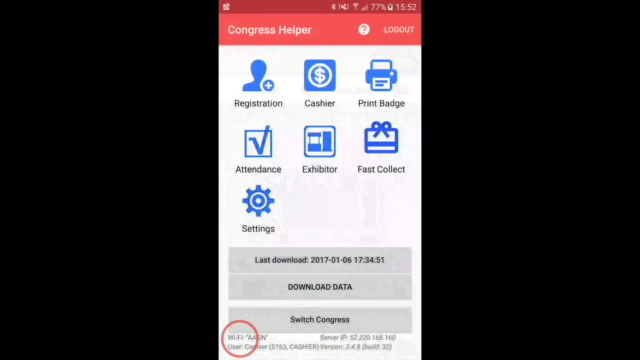 77% 15:52
Congress Helper ? LOGOUT
Registration Cashier Print Badge
Attendance Exhibitor Fast Collect
Settings
Last download: 2017-01-06 17:34:51
DOWNLOAD DATA
Switch Congress
Wi-Fi: Server IP: 52.220.168.160
User: Cashier (5163, CASHIER) Version: 2.4.8 (build: 32)